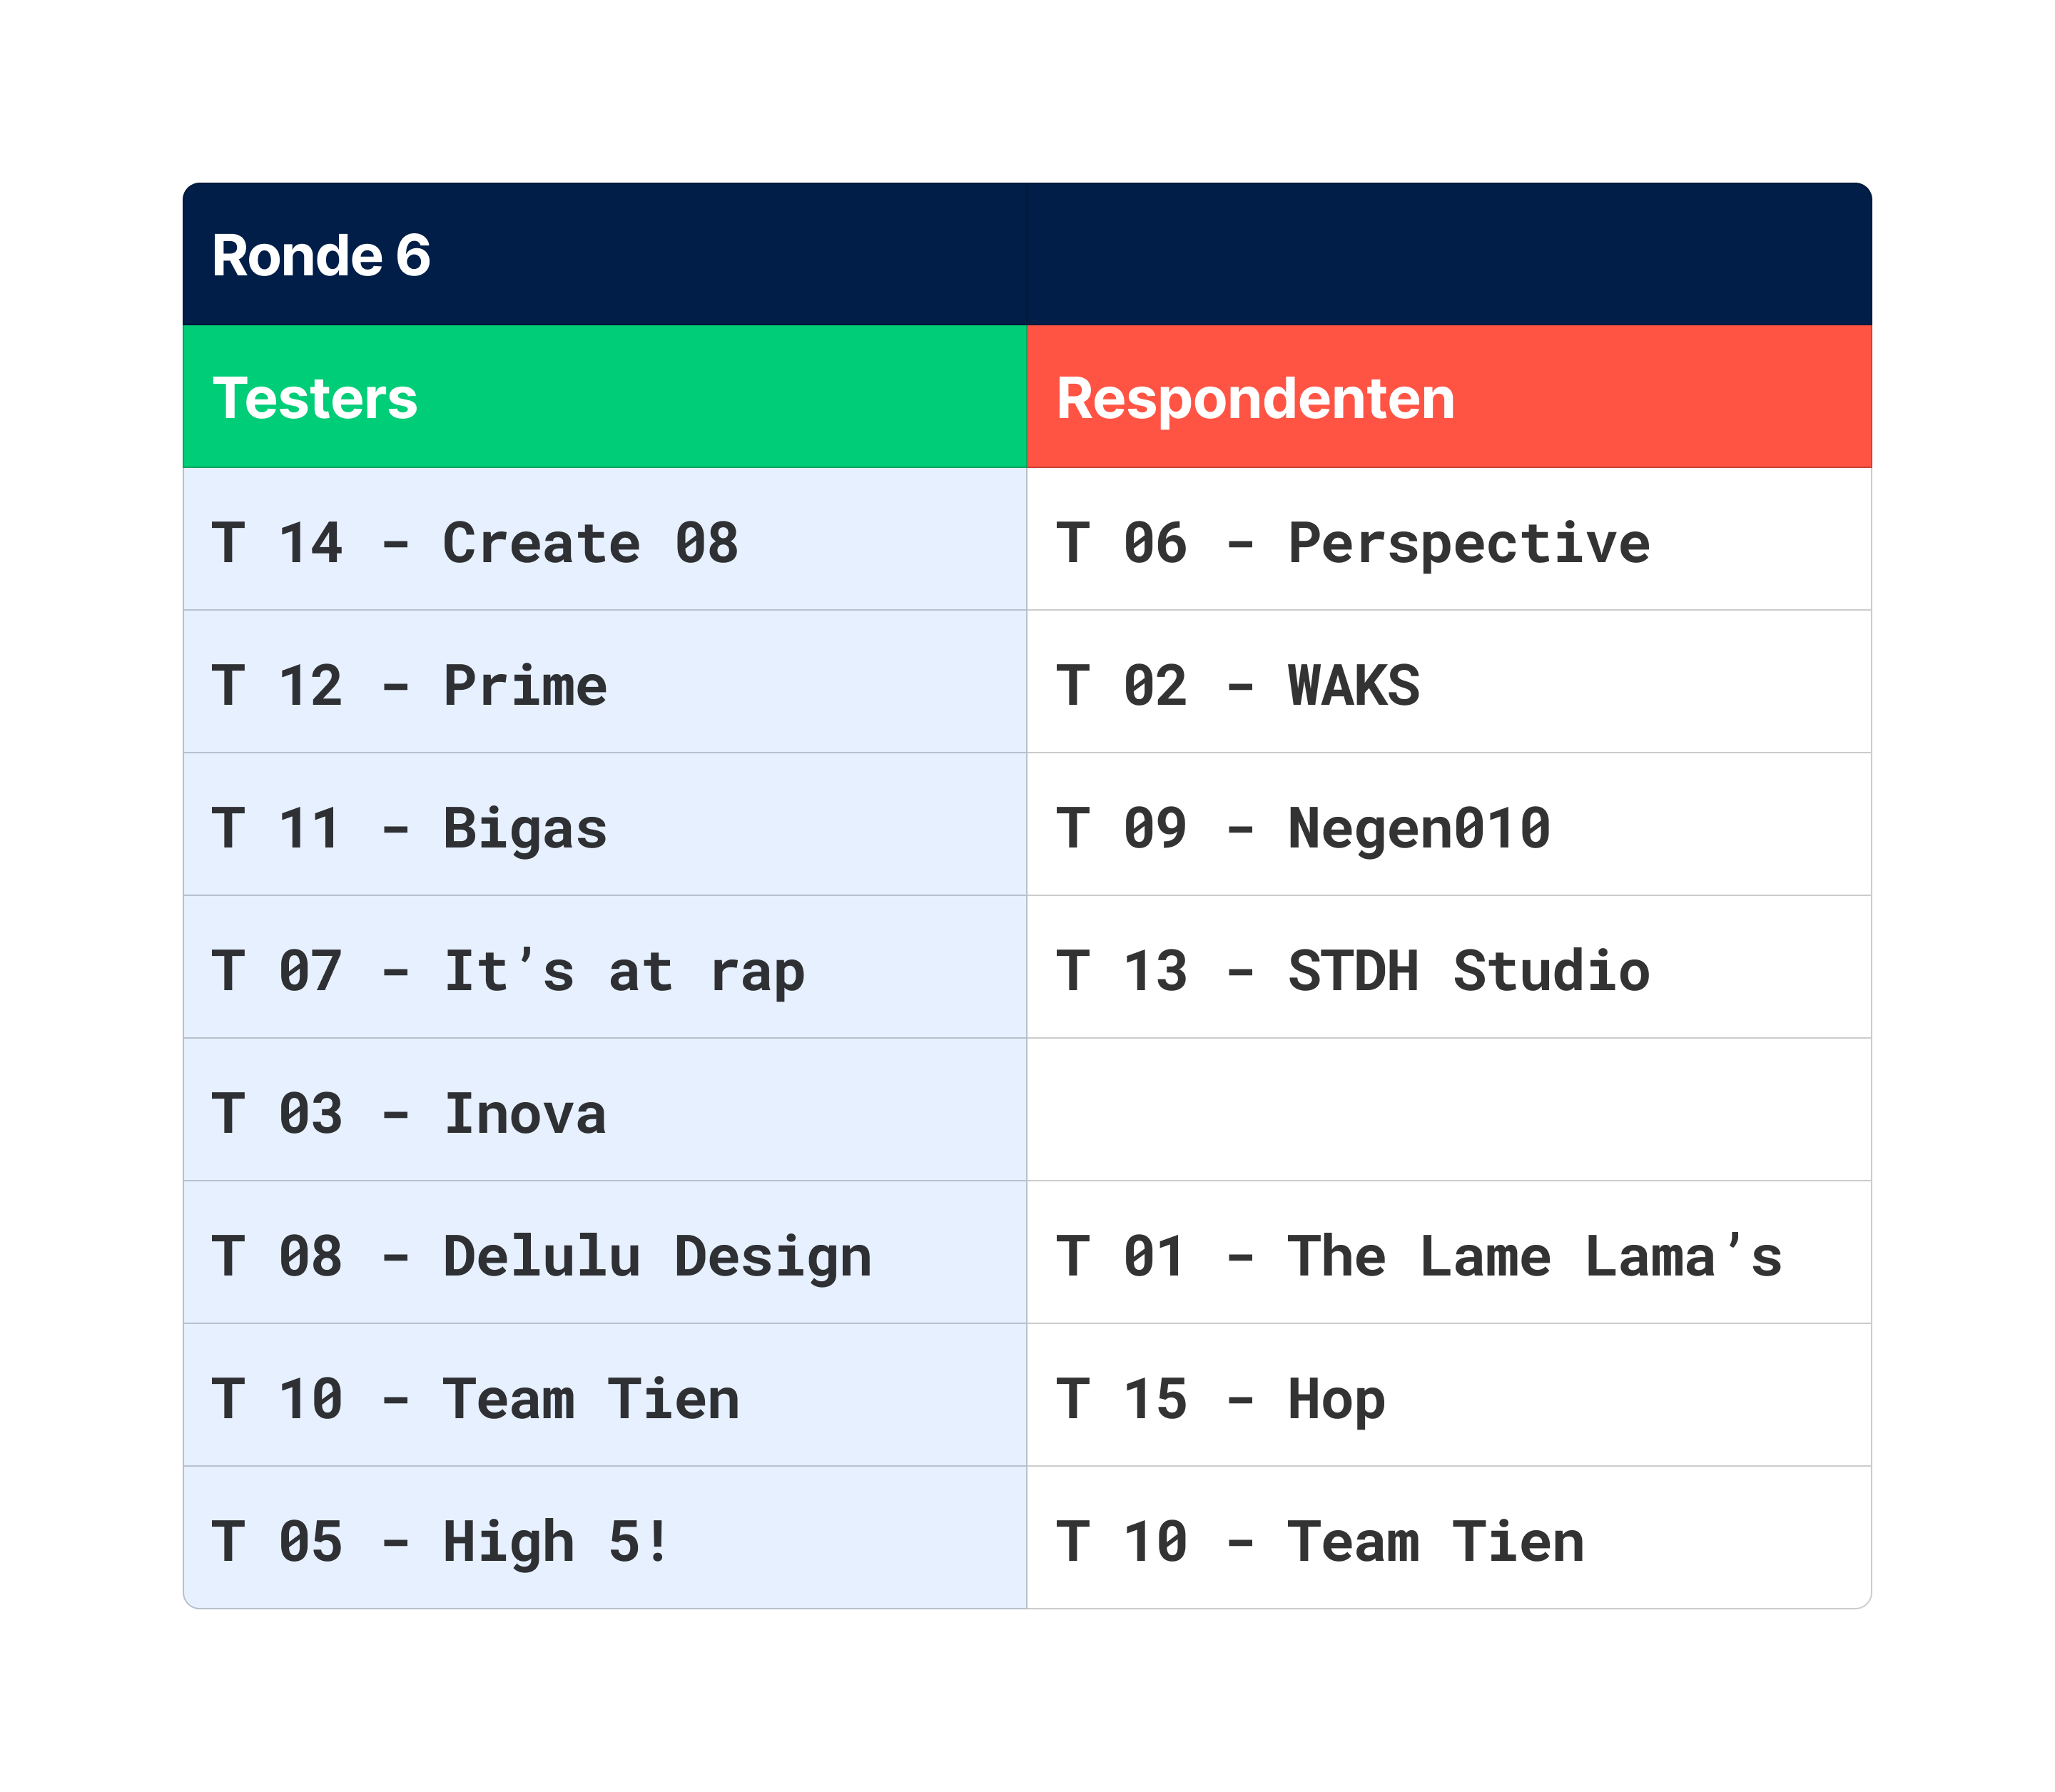 Ronde 6
Testers Respondenten
T 14 - Create 08 T 06 - Perspective
T 12 - Prime T 02 - WAKS
T 11 - Bigas T 09 - Negen010
T 07 - It’s at rap T 13 - STDH Studio
T 03 - Inova
T 08 - Delulu Design T 01 - The Lame Lama’s
T 10 - Team Tien T 15 - Hop
T 05 - High 5! T 10 - Team Tien